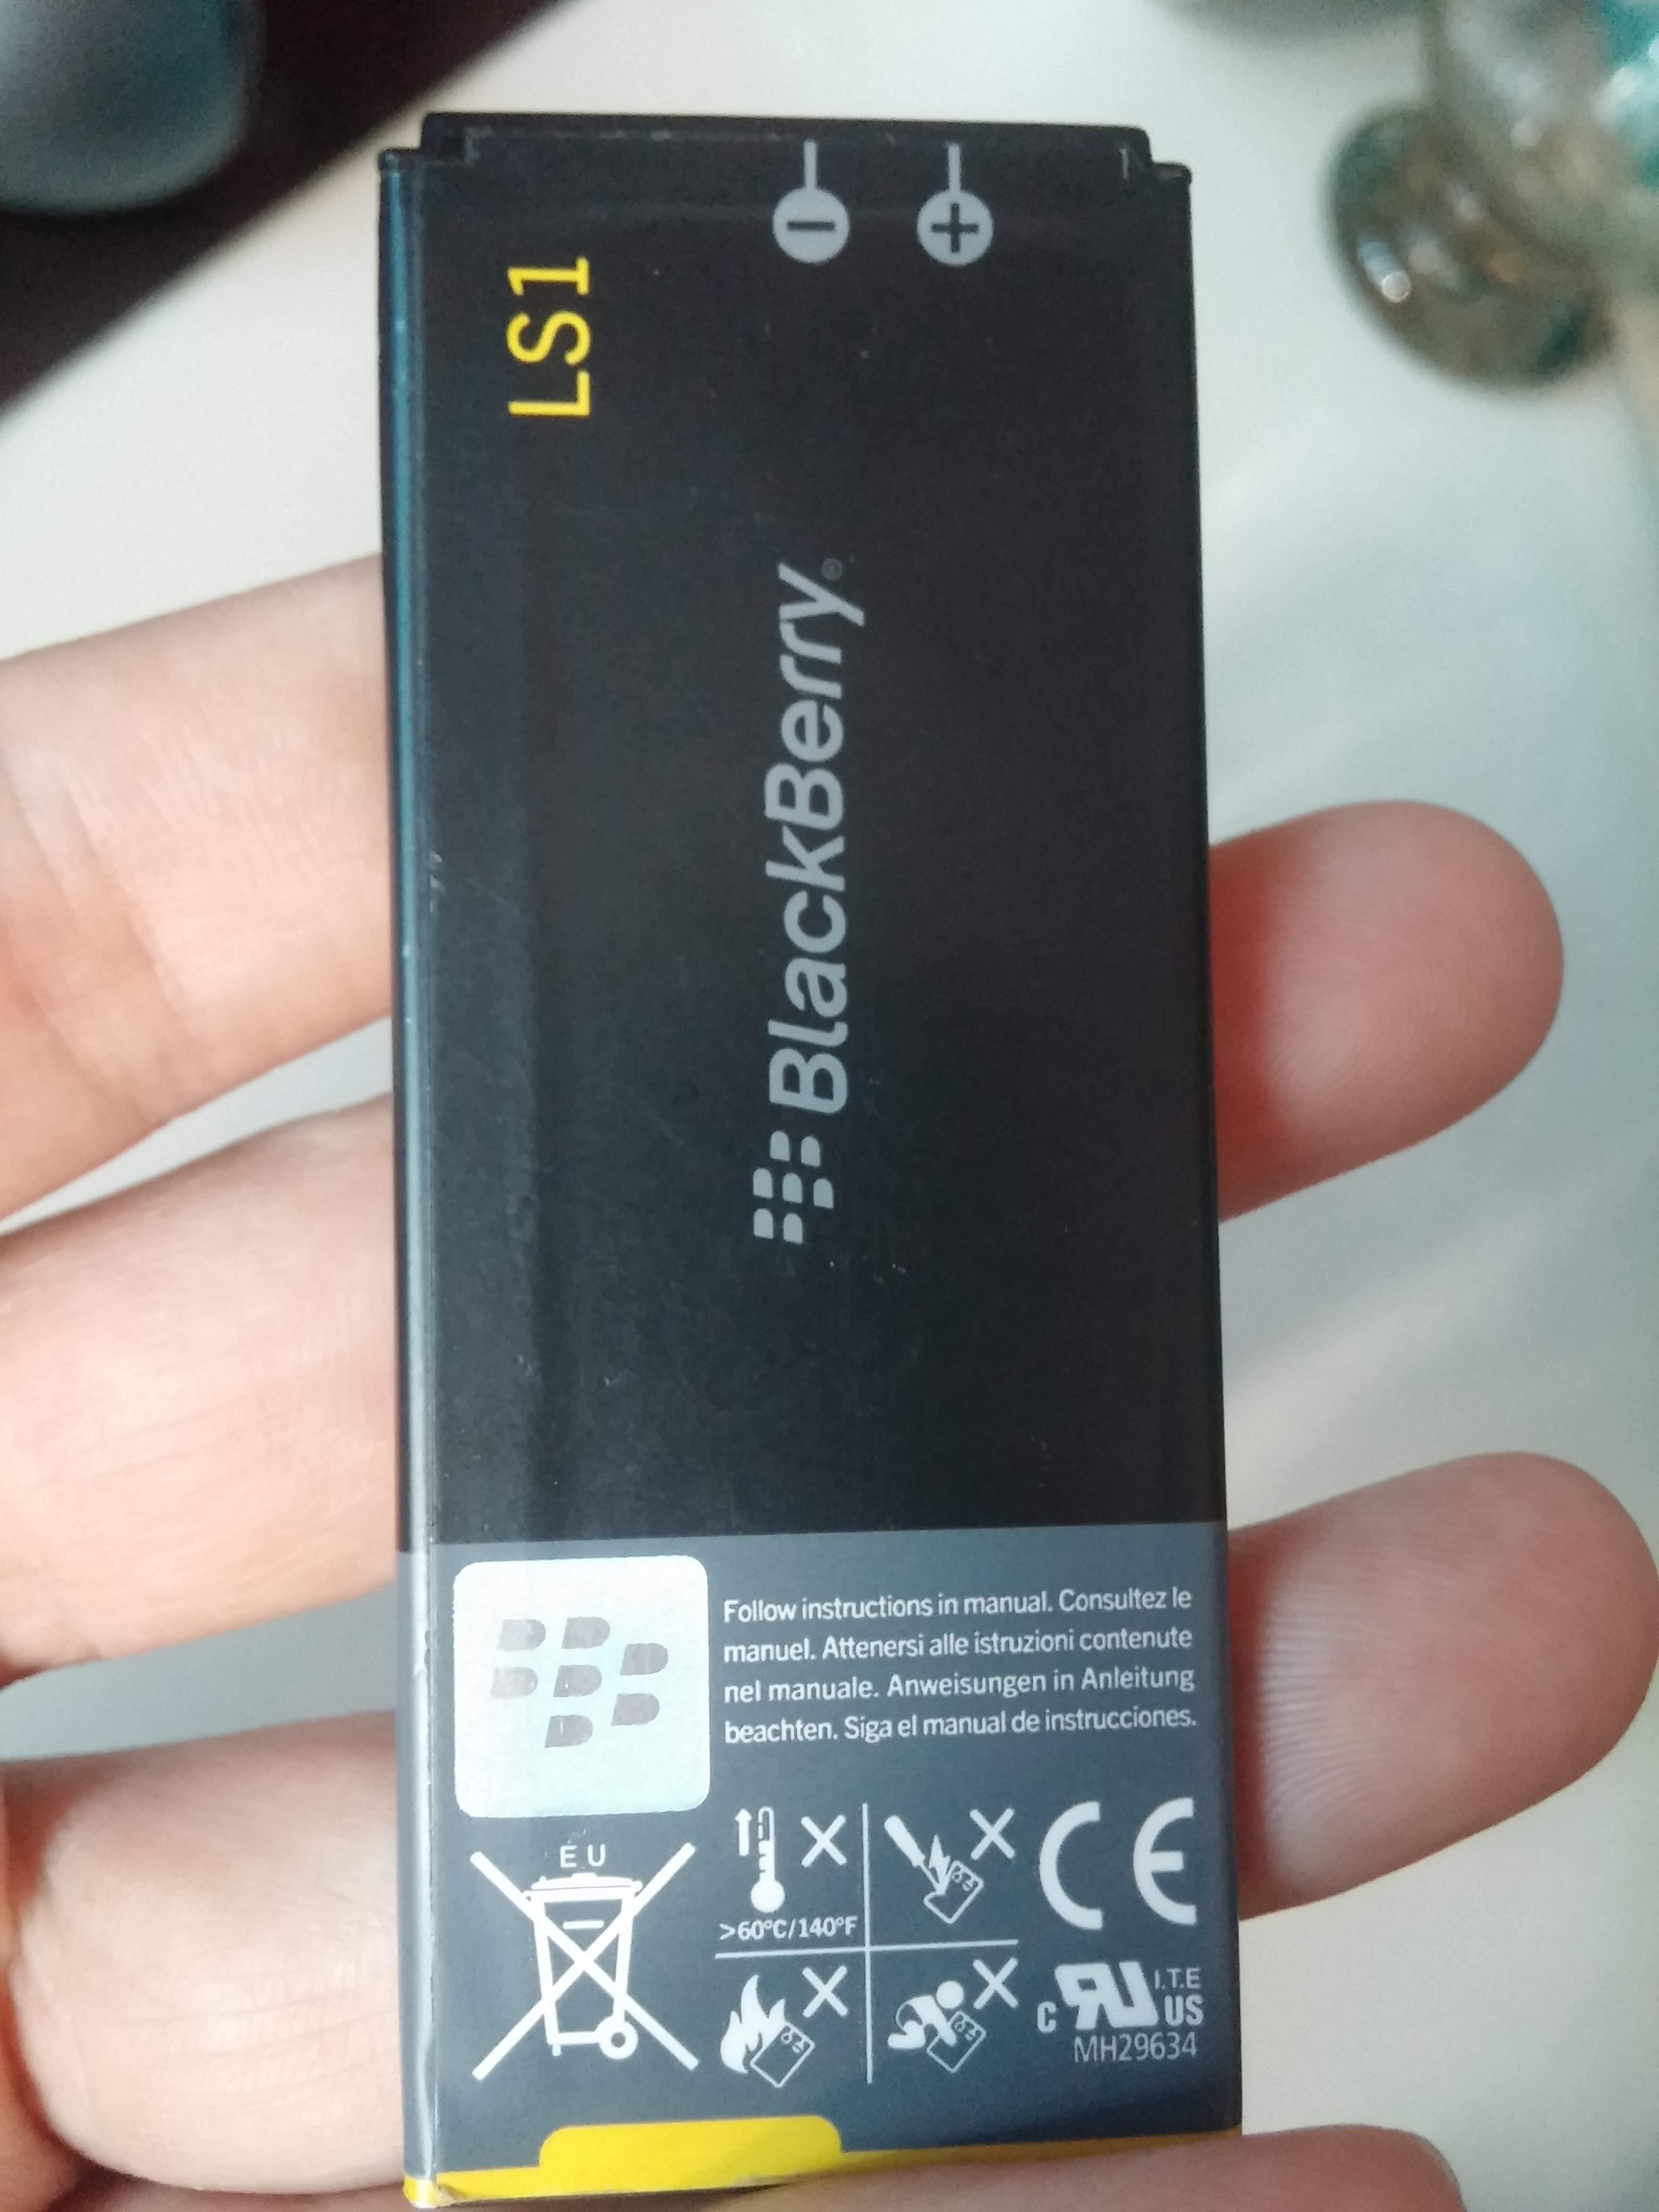 LS1
BlackBerry®
Follow instructions in manual. Consultez le
manuel. Attenersi alle istruzioni contenute
nel manuale. Anweisungen in Anleitung
beachten. Siga el manual de instrucciones.
EU
>60°C/140°F
CE
c RU US
I.T.E
MH29634